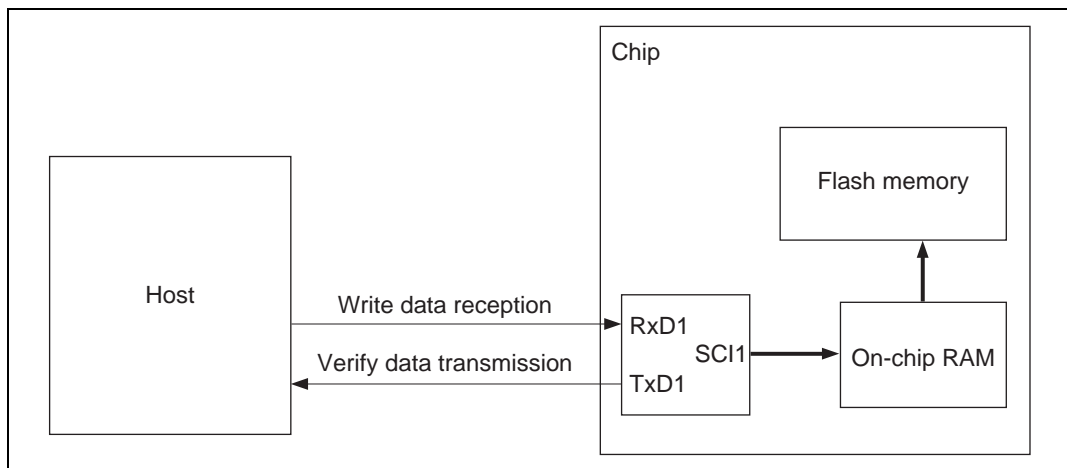 Chip
Flash memory
Host
Write data reception
RxD1
SCI1
On-chip RAM
Verify data transmission
TxD1